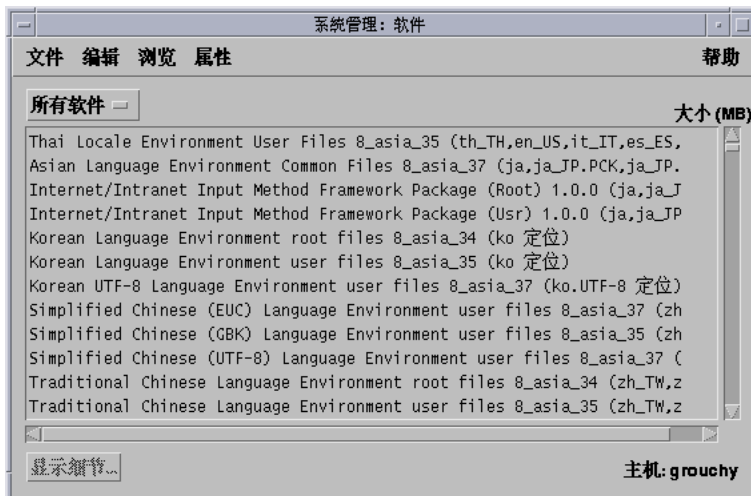 系统管理: 软件
文件 编辑 浏览 属性 帮助
所有软件
大小 (MB)
Thai Locale Environment User Files 8_asia_35 (th_TH,en_US,it_IT,es_ES,
Asian Language Environment Common Files 8_asia_37 (ja,ja_JP.PCK,ja_JP.
Internet/Intranet Input Method Framework Package (Root) 1.0.0 (ja,ja_J
Internet/Intranet Input Method Framework Package (Usr) 1.0.0 (ja,ja_JP
Korean Language Environment root files 8_asia_34 (ko 定位)
Korean Language Environment user files 8_asia_35 (ko 定位)
Korean UTF-8 Language Environment user files 8_asia_37 (ko.UTF-8 定位)
Simplified Chinese (EUC) Language Environment user files 8_asia_37 (zh
Simplified Chinese (GBK) Language Environment user files 8_asia_35 (zh
Simplified Chinese (UTF-8) Language Environment user files 8_asia_37 (
Traditional Chinese Language Environment root files 8_asia_34 (zh_TW,z
Traditional Chinese Language Environment user files 8_asia_35 (zh_TW,z
显示细节...
主机: grouchy